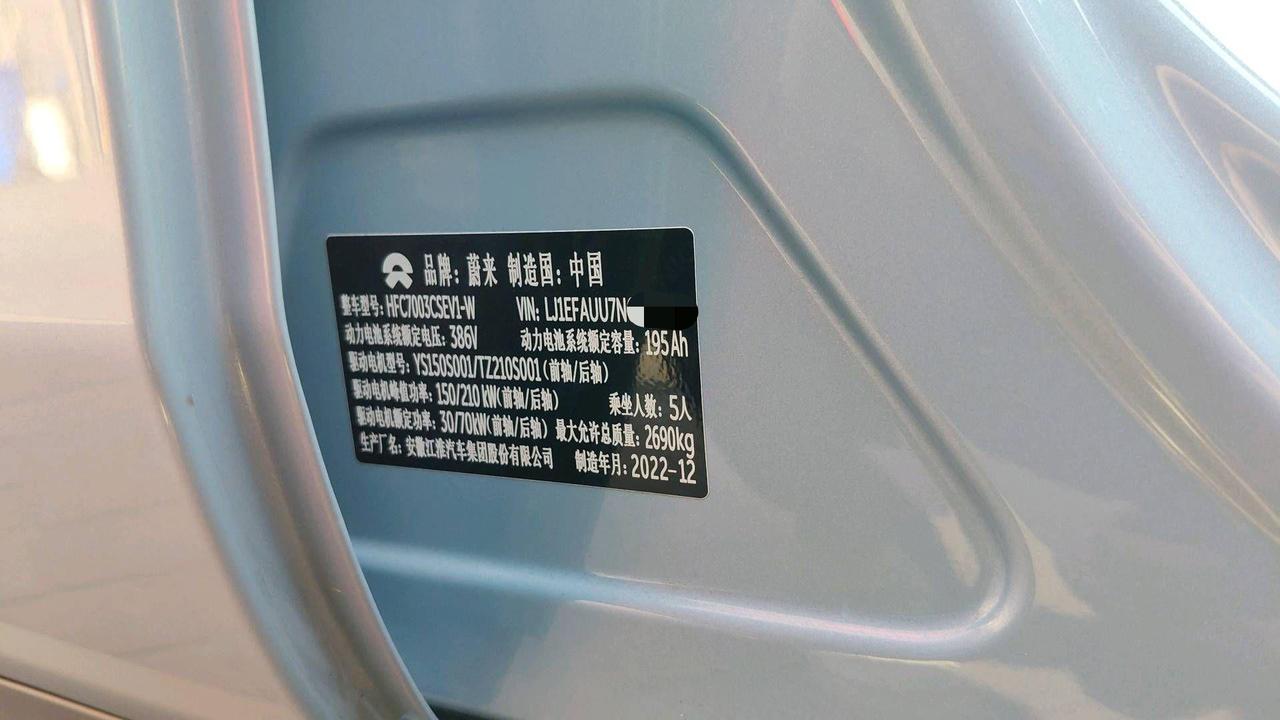 品牌：蔚来 制造国：中国
整车型号：HFC7003CSEV1-W VIN：LJ1EFAUU7N
动力电池系统额定电压：386V 动力电池系统额定容量：195Ah
驱动电机型号：YS150S001/TZ210S001(前轴/后轴)
驱动电机峰值功率：150/210kW(前轴/后轴) 乘坐人数：5人
驱动电机额定功率：30/70kW(前轴/后轴) 最大允许总质量：2690kg
生产厂名：安徽江淮汽车集团股份有限公司 制造年月：2022-12